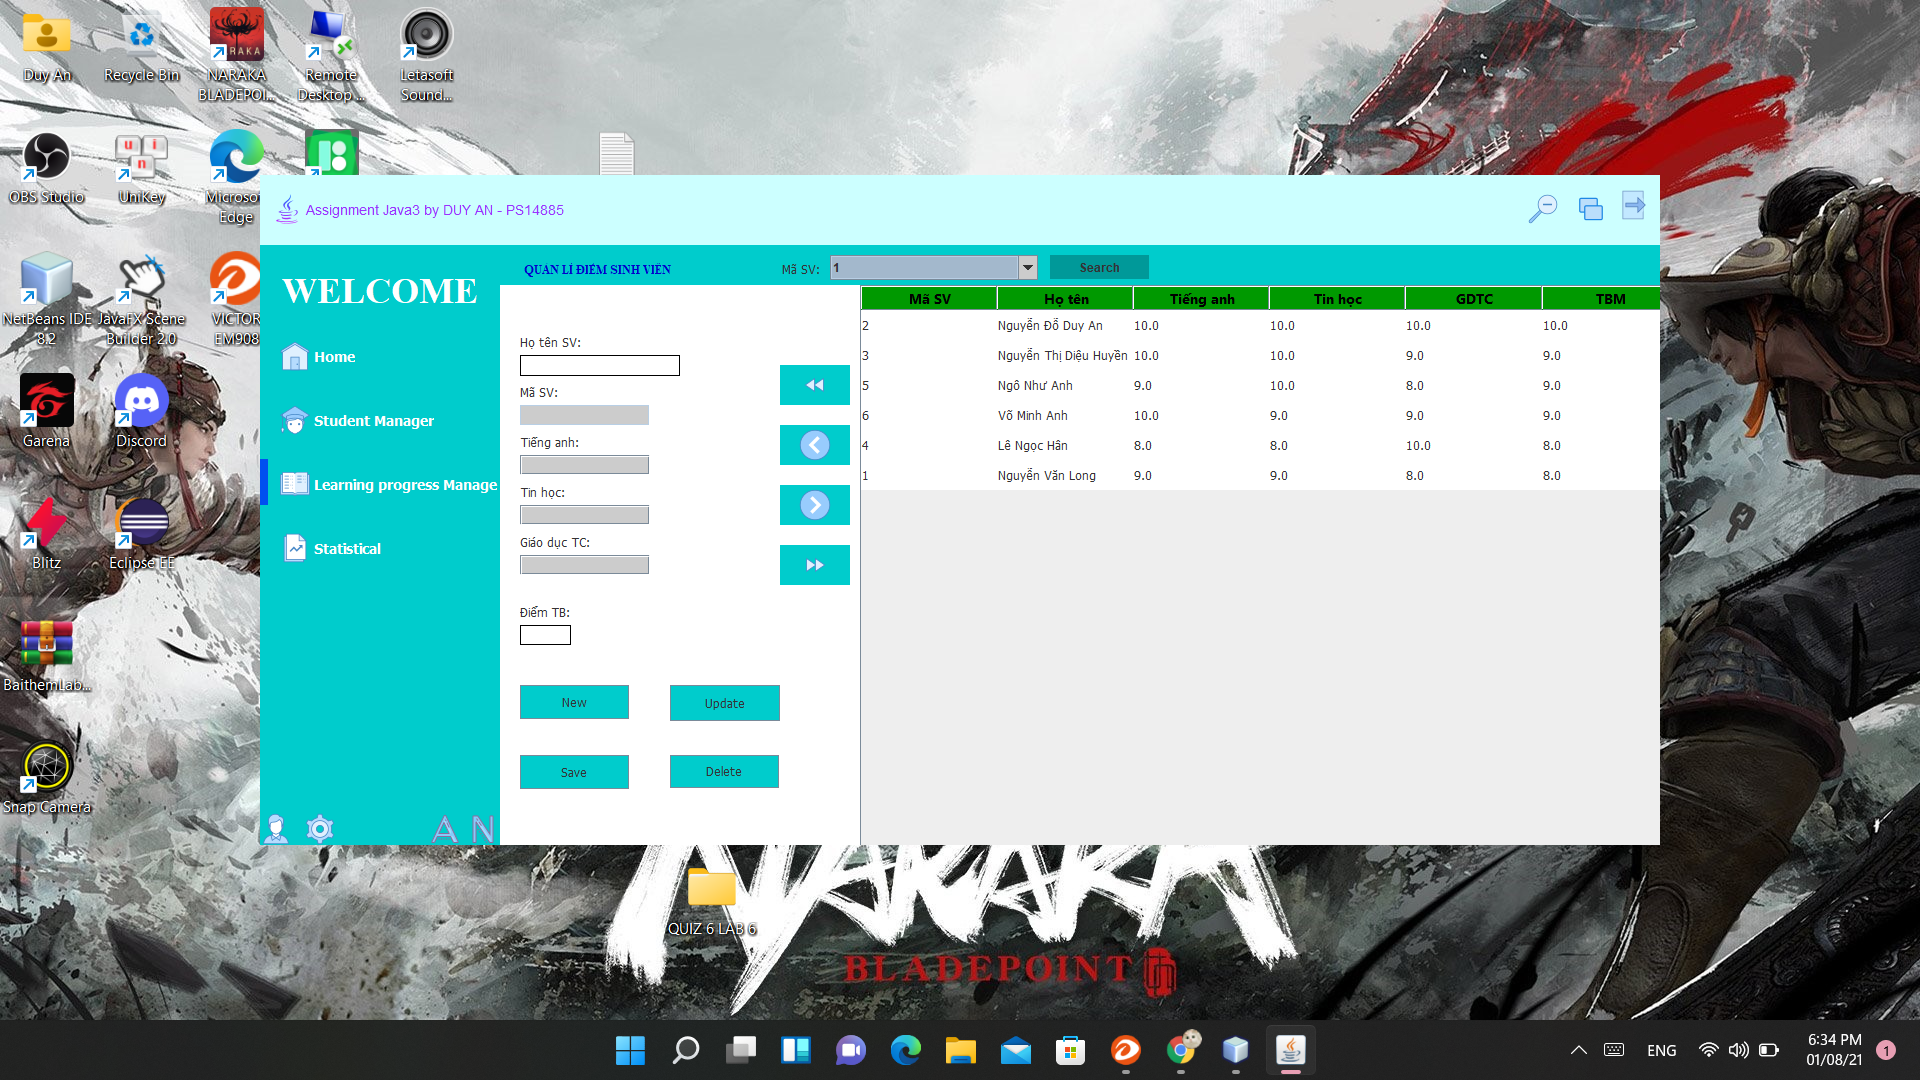 Duy An
Recycle Bin
NARAKA
BLADEPOI...
Remote
Desktop ...
Letasoft
Sound...
OBS Studio
UniKey
Microsof
Edge
NetBeans IDE
8.2
JavaFX Scene
Builder 2.0
VICTOR
EM908
Garena
Discord
Blitz
Eclipse EE
BaithemLab...
Snap Camera
Assignment Java3 by DUY AN - PS14885
WELCOME
Home
Student Manager
Learning progress Manage
Statistical
A N
QUẢN LÍ ĐIỂM SINH VIÊN
Mã SV:
1
Search
Họ tên SV:
Mã SV:
Tiếng anh:
Tin học:
Giáo dục TC:
Điểm TB:
New
Update
Save
Delete
Mã SV Họ tên Tiếng anh Tin học GDTC TBM
2 Nguyễn Đỗ Duy An 10.0 10.0 10.0 10.0
3 Nguyễn Thị Diệu Huyền 10.0 10.0 9.0 9.0
5 Ngô Như Anh 9.0 10.0 8.0 9.0
6 Võ Minh Anh 10.0 9.0 9.0 9.0
4 Lê Ngọc Hân 8.0 8.0 10.0 8.0
1 Nguyễn Văn Long 9.0 9.0 8.0 8.0
NARAKA
QUIZ 6 LAB 6
BLADEPOINT
ENG
6:34 PM
01/08/21
1